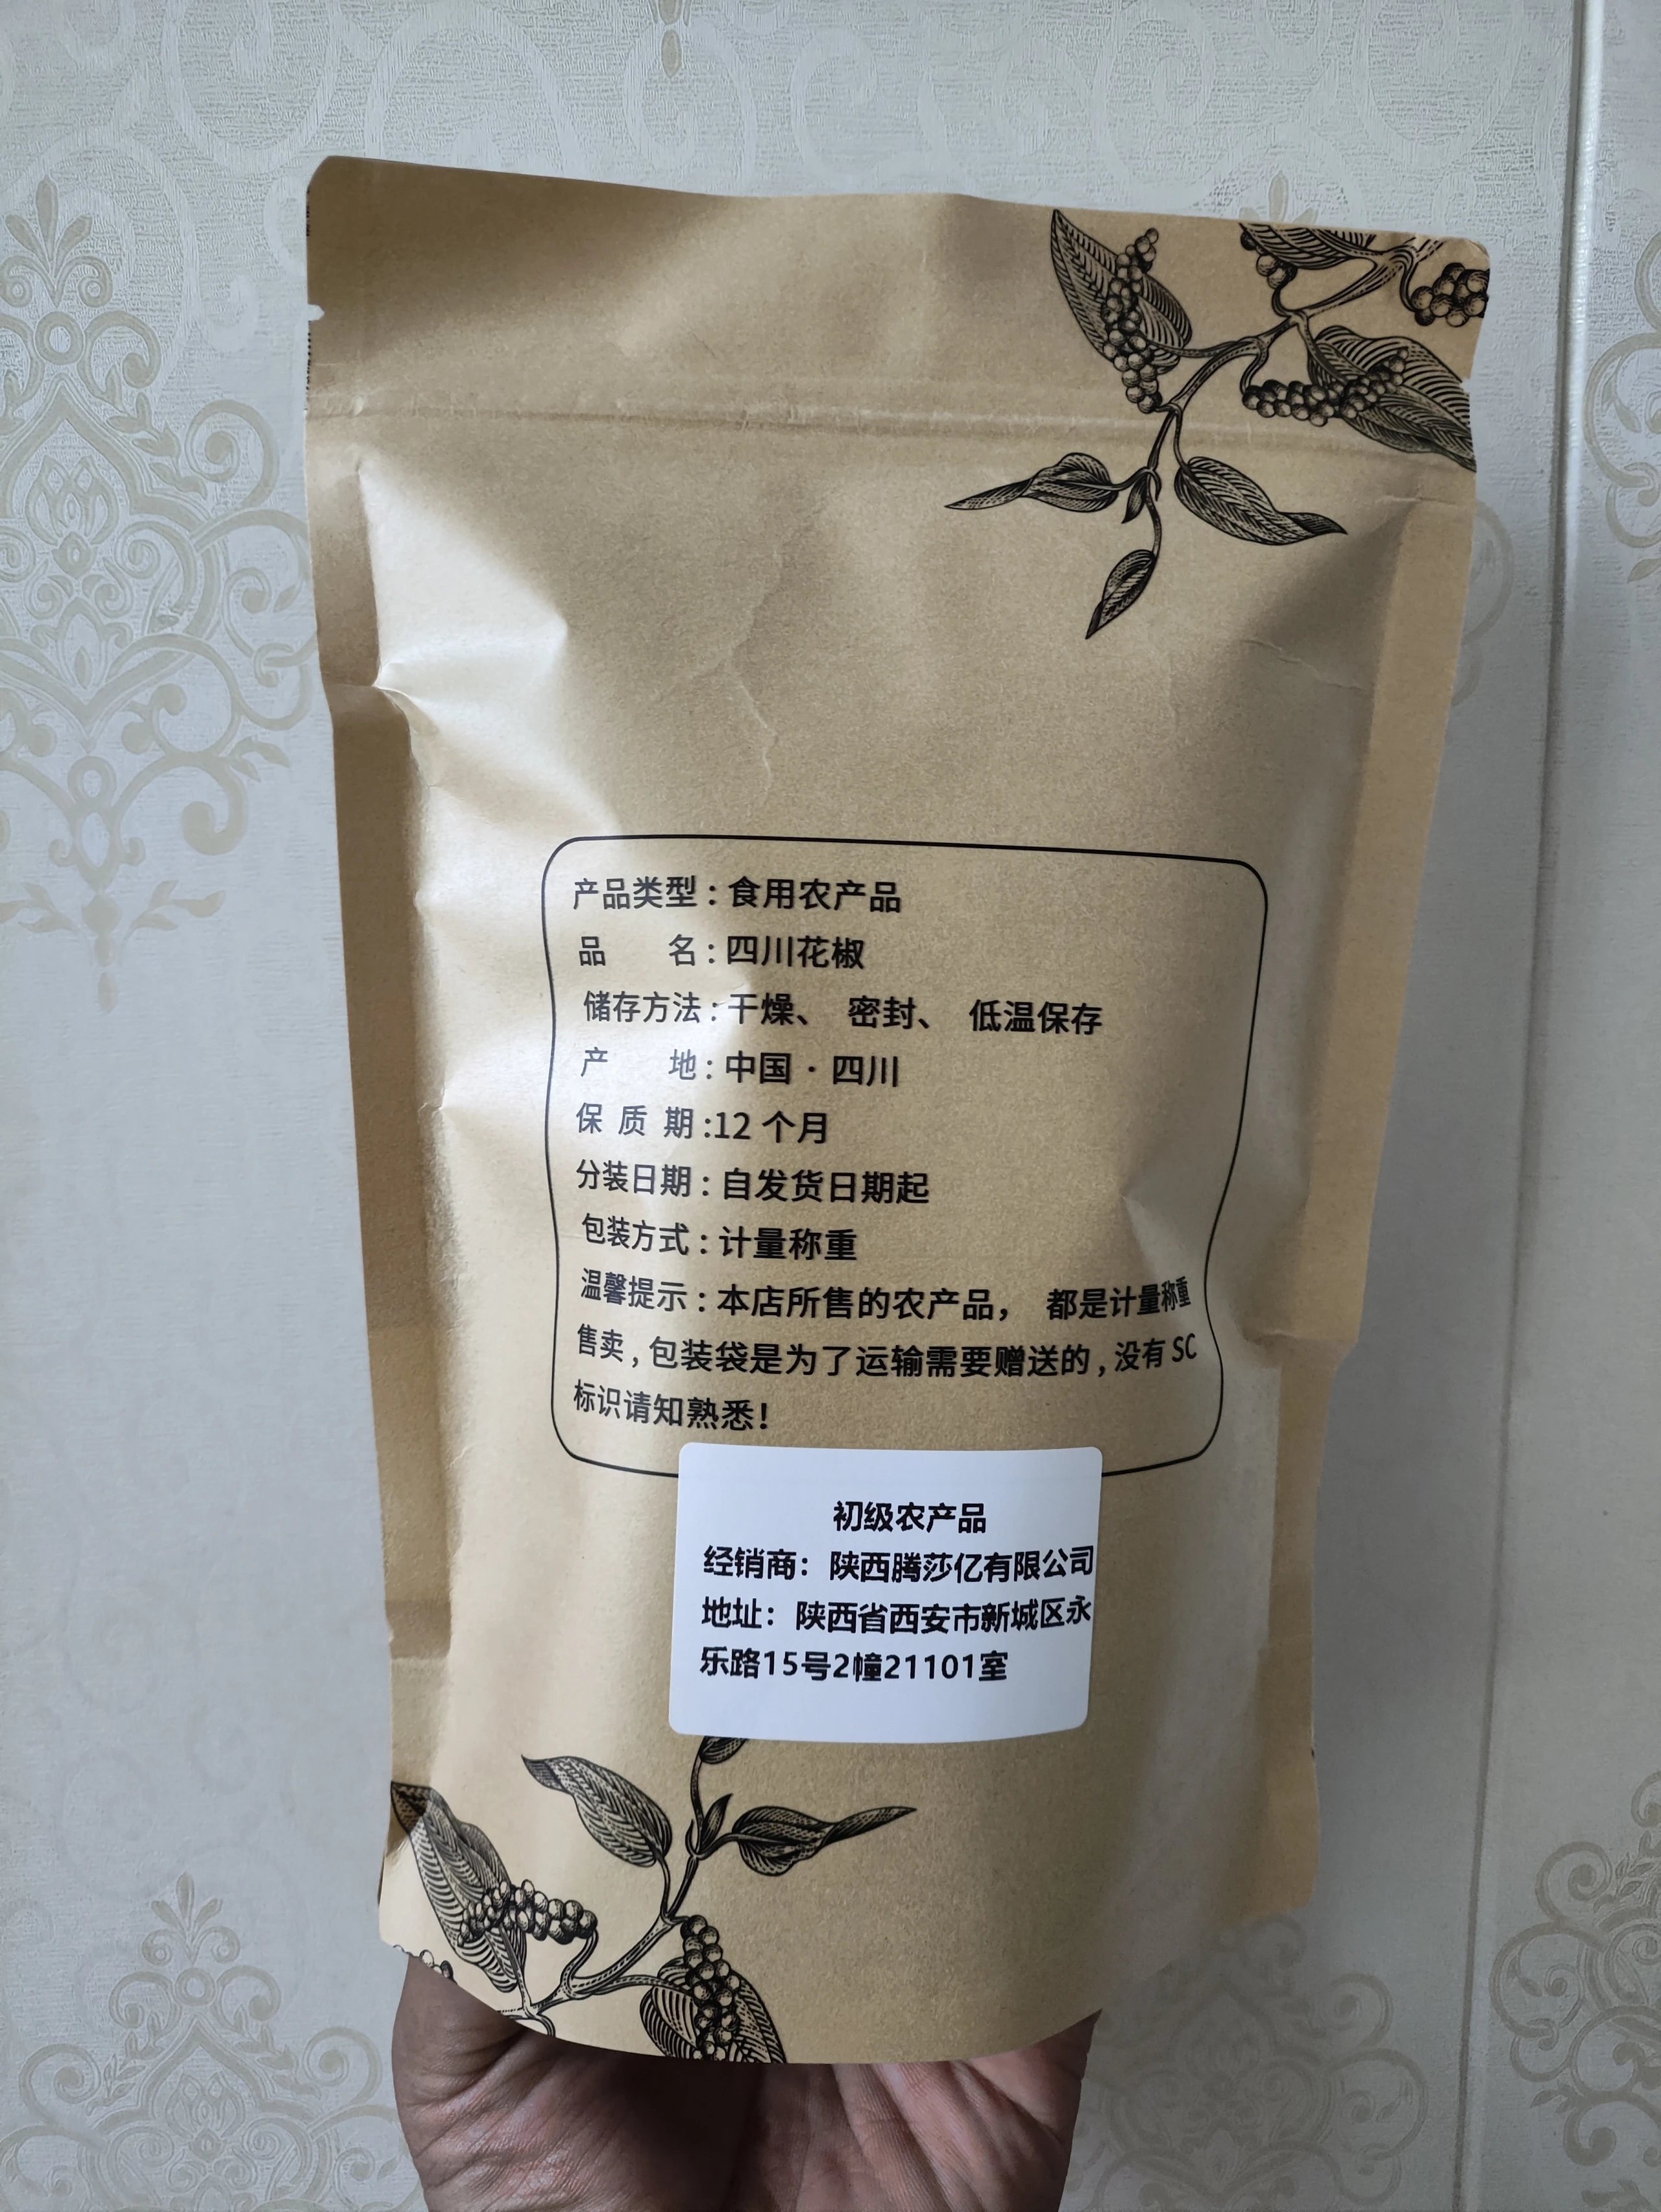 产品类型：食用农产品
品 名：四川花椒
储存方法：干燥、 密封、 低温保存
产 地：中国·四川
保 质 期:12 个月
分装日期：自发货日期起
包装方式：计量称重
温馨提示：本店所售的农产品， 都是计量称重
售卖，包装袋是为了运输需要赠送的，没有 SC
标识请知熟悉！
初级农产品
经销商：陕西腾莎亿有限公司
地址：陕西省西安市新城区永
乐路15号2幢21101室